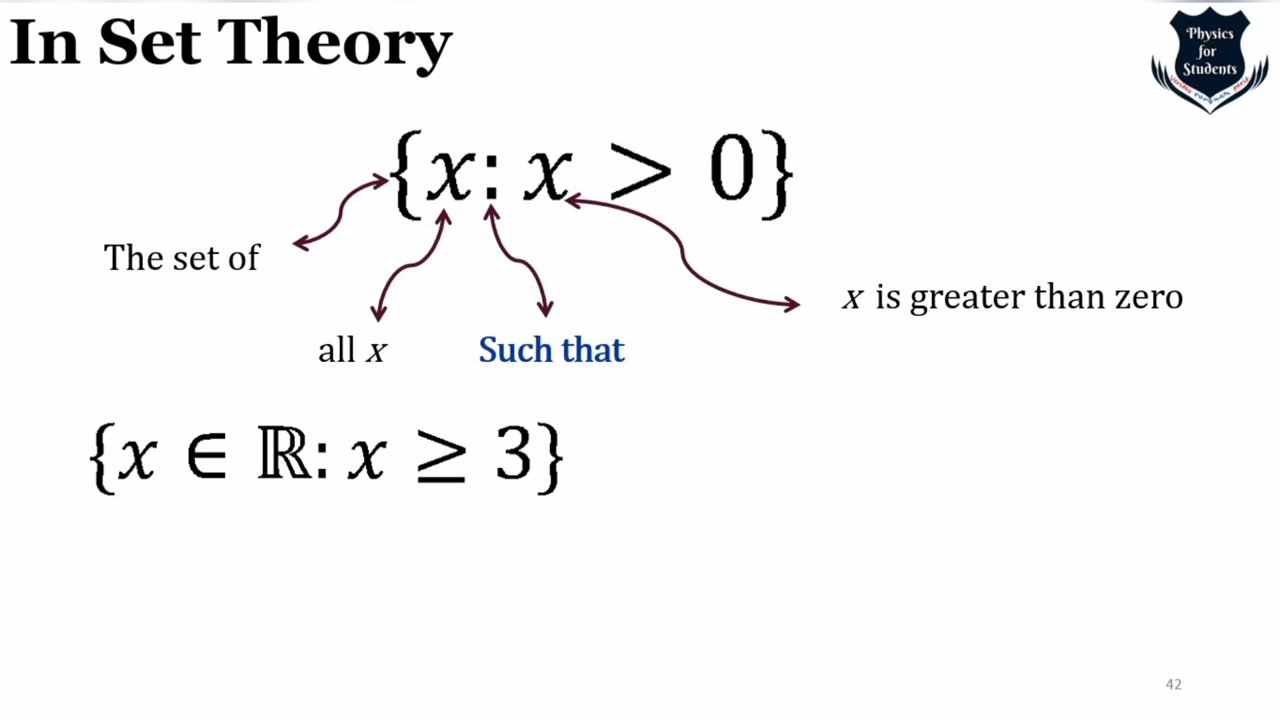 In Set Theory
Physics
for
Students
{x: x > 0}
The set of
x is greater than zero
all x
Such that
{x ∈ ℝ: x ≥ 3}
42